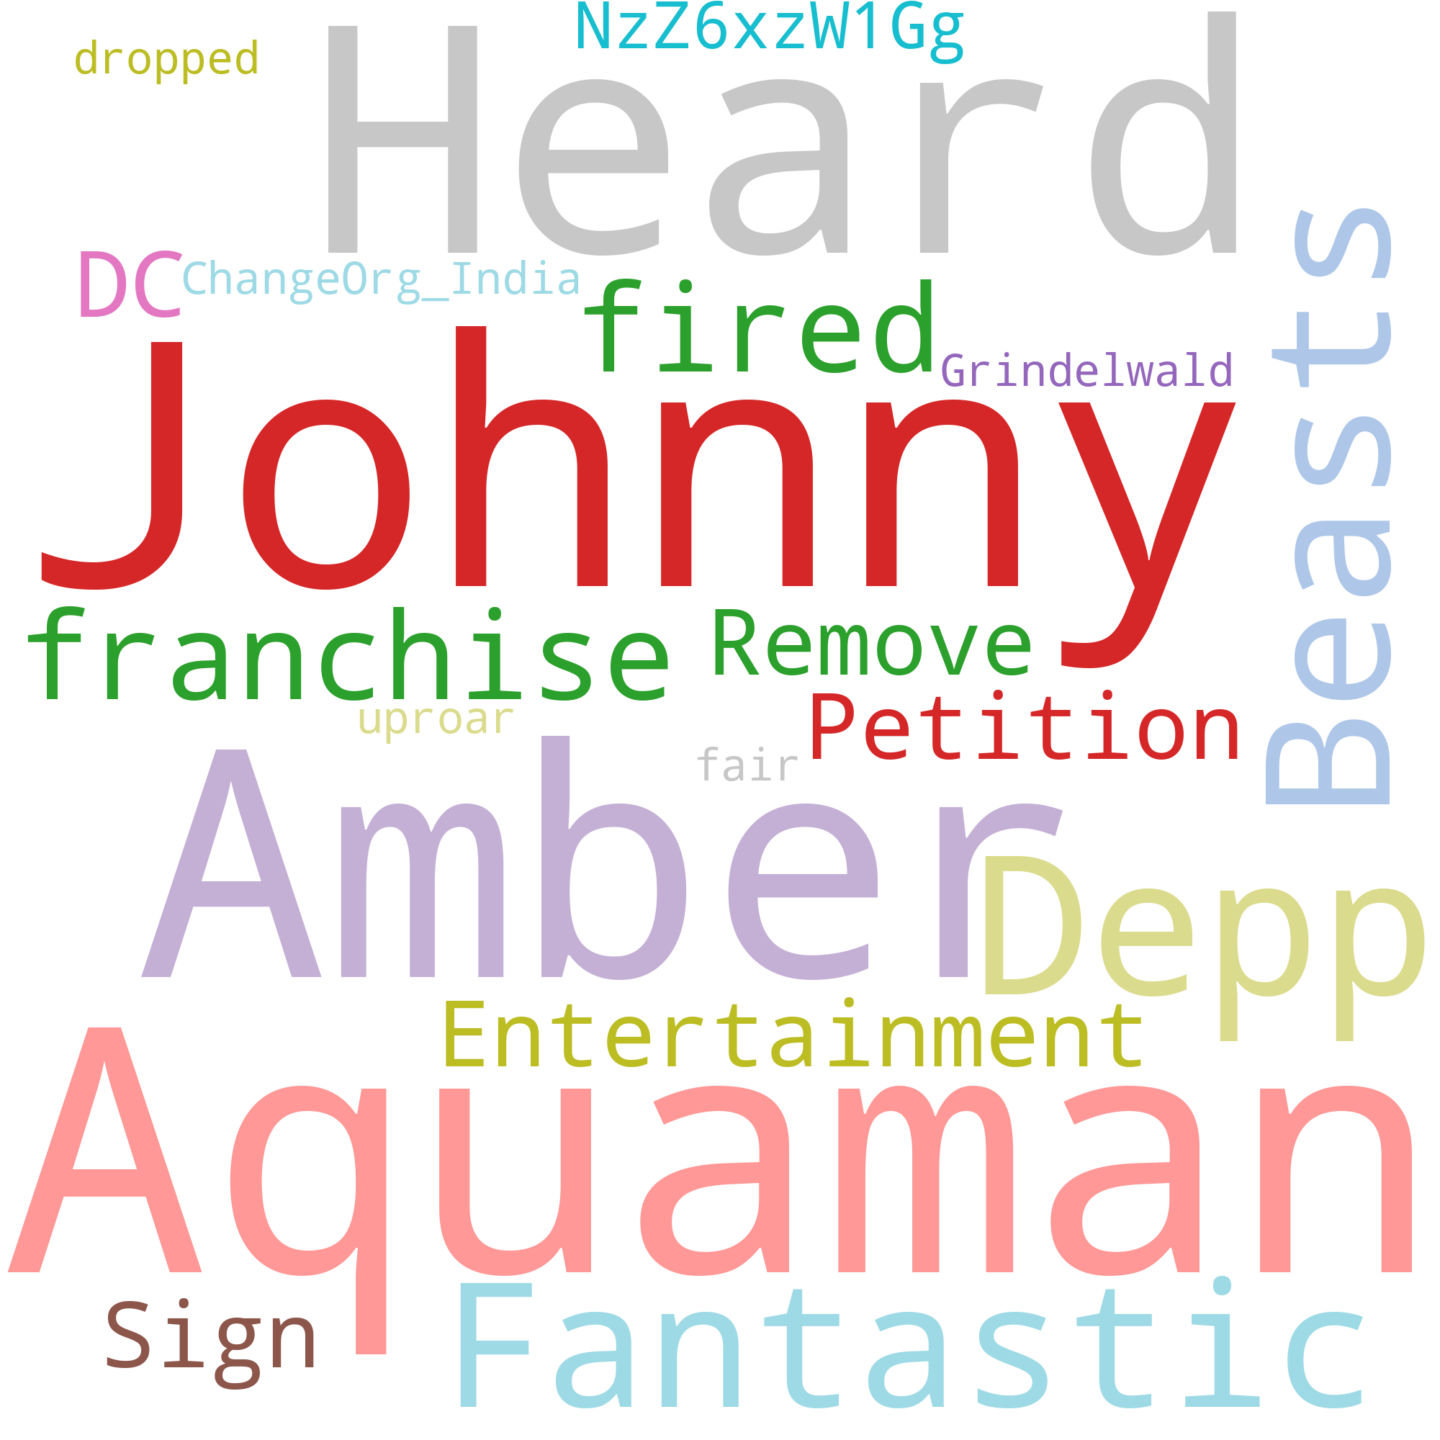 NzZ6xzW1Gg
dropped
Heard
DC
ChangeOrg_India
fired
Grindelwald
Johnny
Beasts
franchise
Remove
Petition
uproar
fair
Amber
Depp
Entertainment
Aquaman
Sign
Fantastic